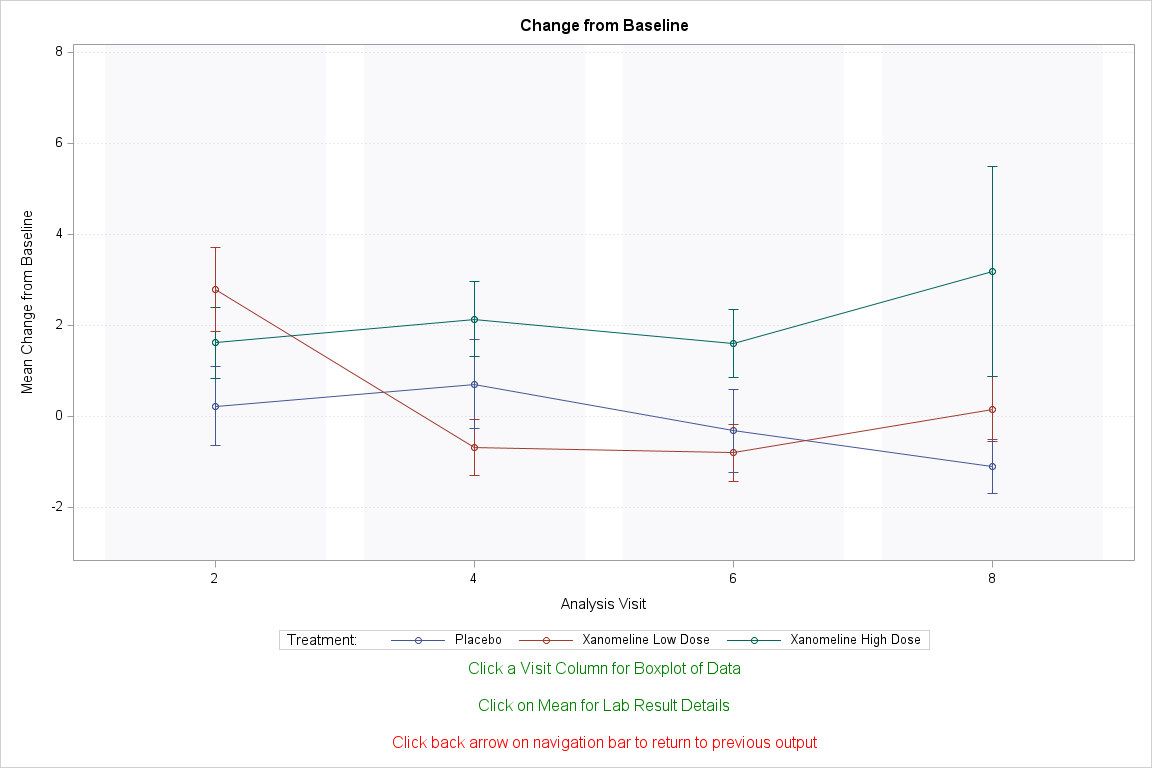 Change from Baseline
8
6
4
2
0
-2
Mean Change from Baseline
2 4 6 8
Analysis Visit
Treatment: Placebo Xanomeline Low Dose Xanomeline High Dose
Click a Visit Column for Boxplot of Data
Click on Mean for Lab Result Details
Click back arrow on navigation bar to return to previous output